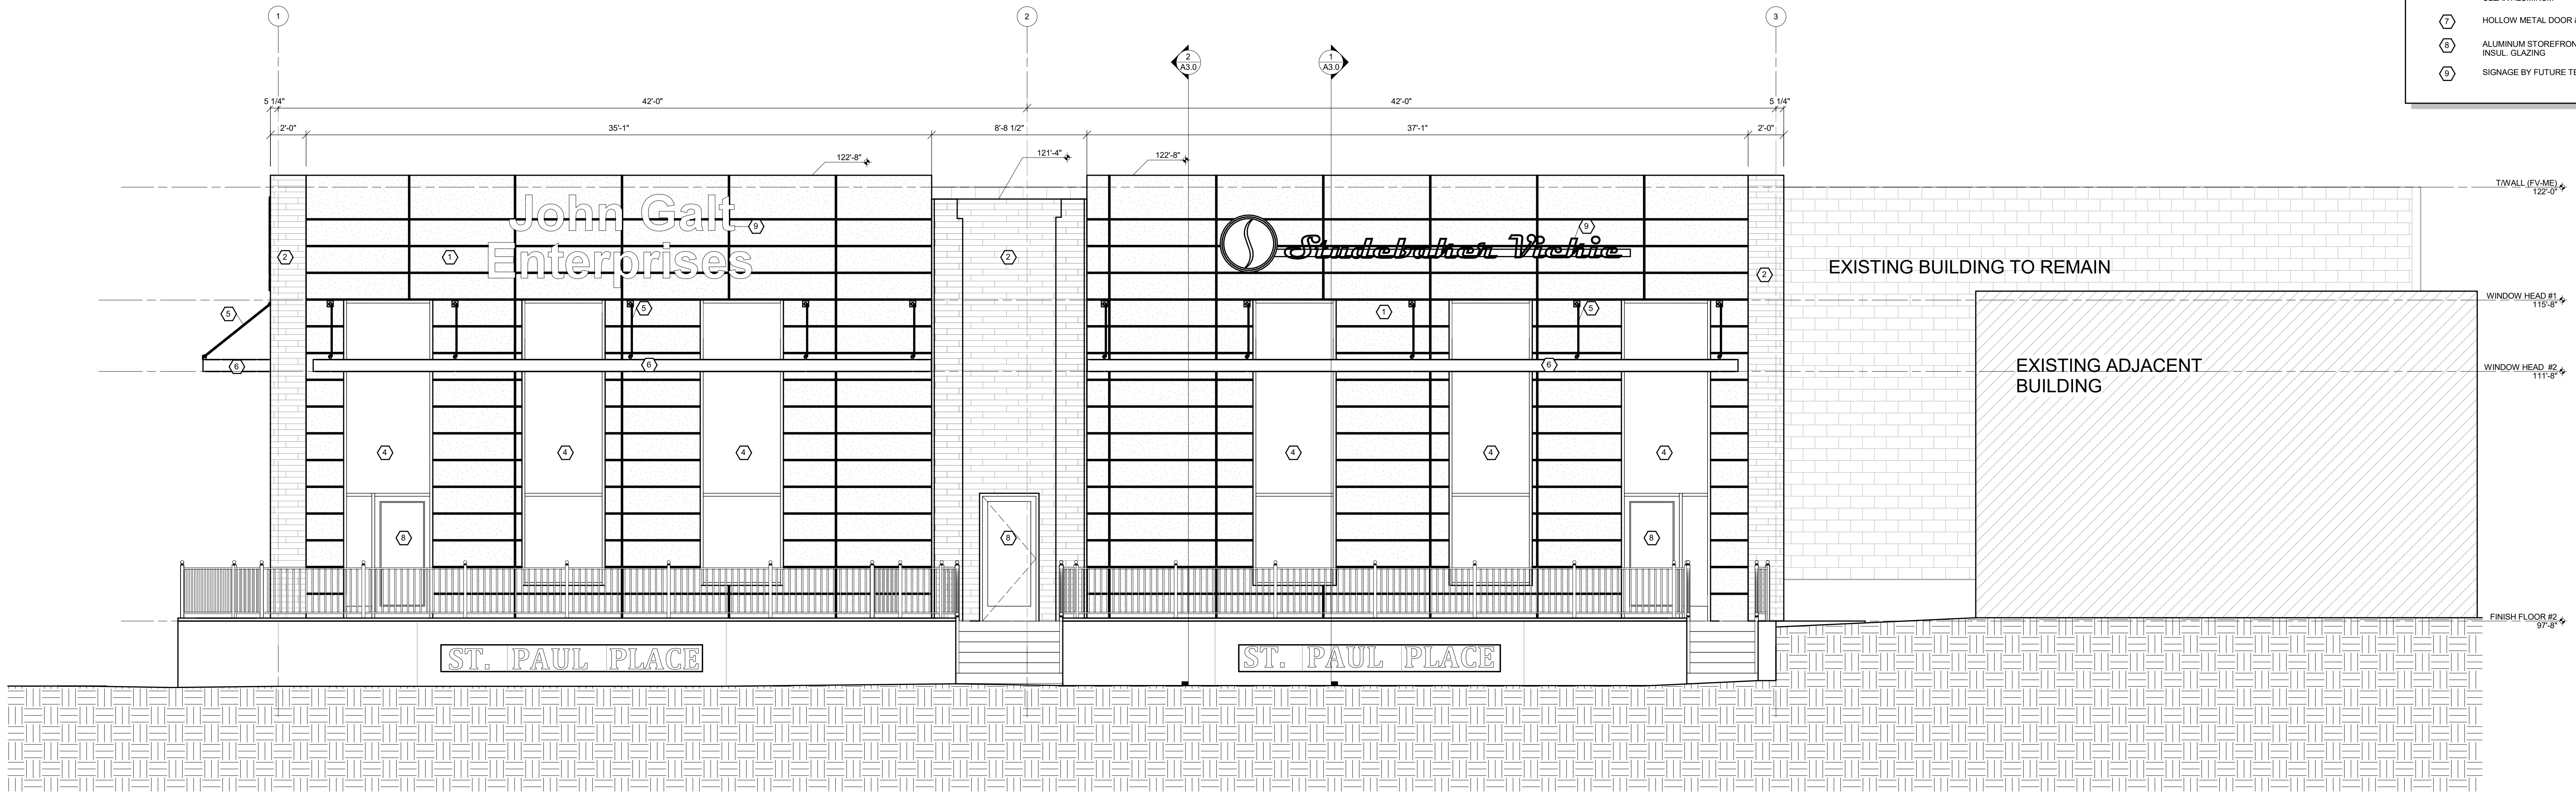 1
2
3
CLEAR ALUMINUM
7
HOLLOW METAL DOOR &
8
ALUMINUM STOREFRON
INSUL. GLAZING
9
SIGNAGE BY FUTURE TE
2
A3.0
1
A3.0
5 1/4"
42'-0"
42'-0"
5 1/4"
2'-0"
35'-1"
8'-8 1/2"
37'-1"
2'-0"
122'-8"
121'-4"
122'-8"
T/WALL (FV-ME)
122'-0"
John Galt
9
9
Studebaker Vickie
2
1
Enterprises
2
2
EXISTING BUILDING TO REMAIN
WINDOW HEAD #1
115'-8"
5
5
1
5
6
6
6
EXISTING ADJACENT
BUILDING
WINDOW HEAD #2
111'-8"
4
4
4
4
4
4
8
8
8
FINISH FLOOR #2
97'-8"
ST. PAUL PLACE
ST. PAUL PLACE